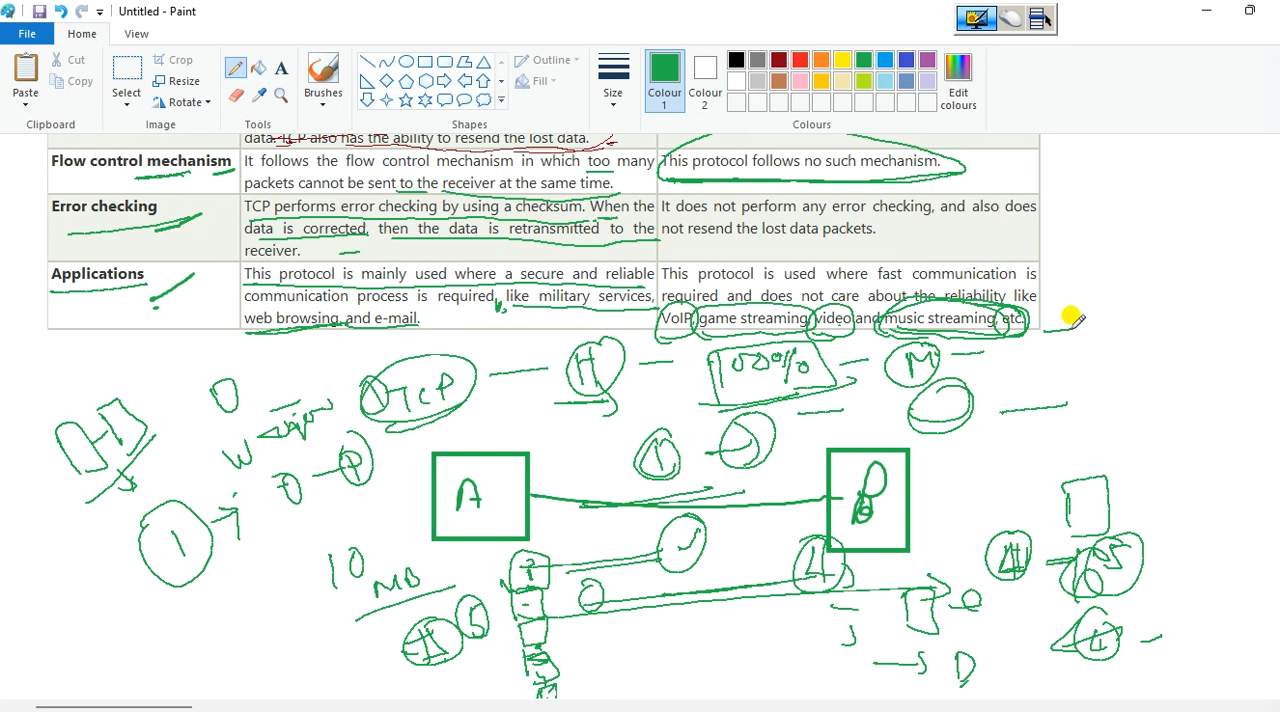 Untitled - Paint
File
Home
View
Paste
Cut
Copy
Clipboard
Select
Crop
Resize
Rotate
Image
Tools
Brushes
Shapes
Outline
Fill
Size
Colour 1
Colour 2
Edit colours
Colours
data. TCP also has the ability to resend the lost data.
Flow control mechanism
It follows the flow control mechanism in which too many
packets cannot be sent to the receiver at the same time.
This protocol follows no such mechanism.
Error checking
TCP performs error checking by using a checksum. When the
data is corrected, then the data is retransmitted to the
receiver.
It does not perform any error checking, and also does
not resend the lost data packets.
Applications
This protocol is mainly used where a secure and reliable
communication process is required, like military services,
web browsing, and e-mail.
This protocol is used where fast communication is
required and does not care about the reliability like
VoIP, game streaming, video and music streaming, etc.
TCP
H
100%
M
A
B
10
MB